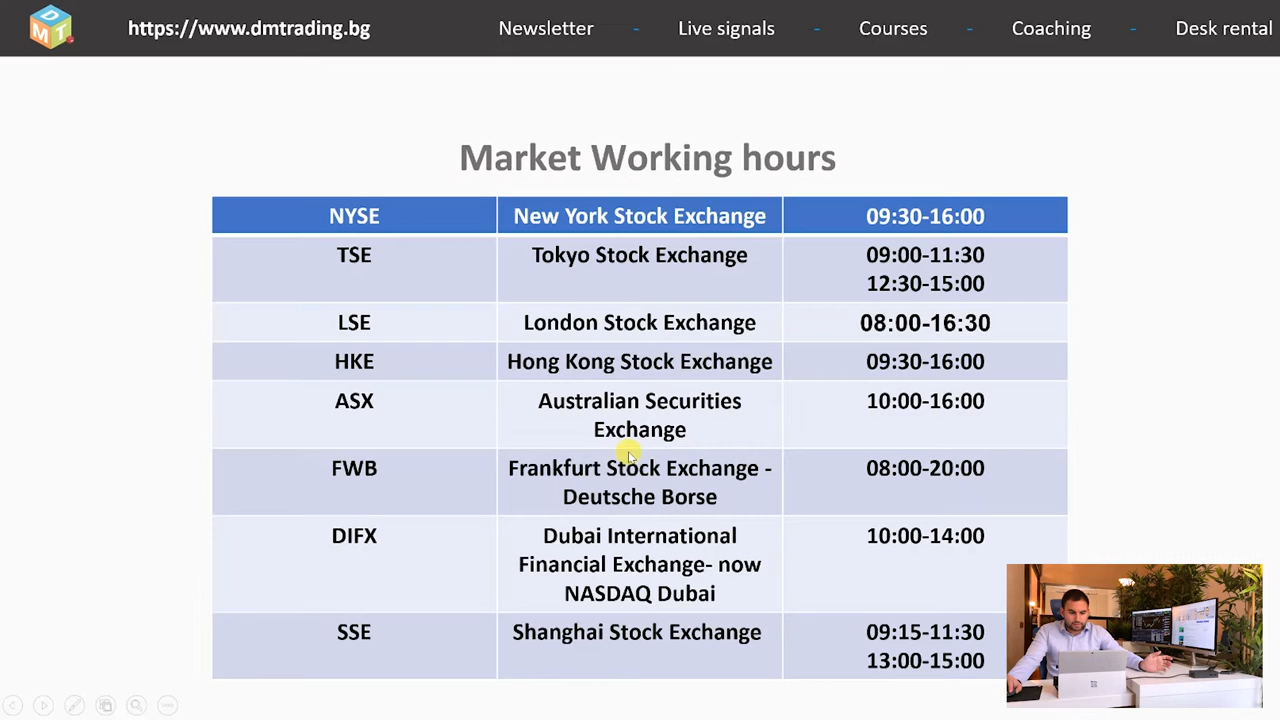 DMT
https://www.dmtrading.bg
Newsletter - Live signals - Courses - Coaching - Desk rental
Market Working hours
NYSE New York Stock Exchange 09:30-16:00
TSE Tokyo Stock Exchange 09:00-11:30
12:30-15:00
LSE London Stock Exchange 08:00-16:30
HKE Hong Kong Stock Exchange 09:30-16:00
ASX Australian Securities 10:00-16:00
Exchange
FWB Frankfurt Stock Exchange - 08:00-20:00
Deutsche Borse
DIFX Dubai International 10:00-14:00
Financial Exchange- now
NASDAQ Dubai
SSE Shanghai Stock Exchange 09:15-11:30
13:00-15:00